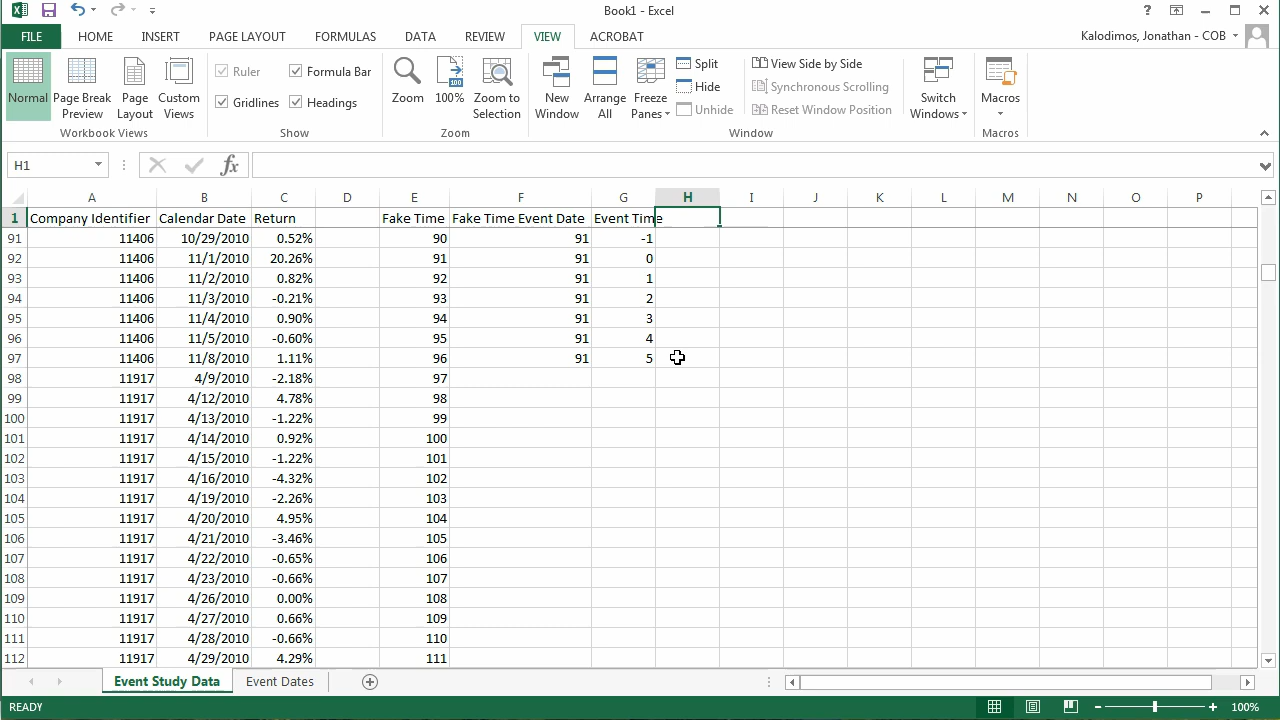 Book1 - Excel
FILE HOME INSERT PAGE LAYOUT FORMULAS DATA REVIEW VIEW ACROBAT Kalodimos, Jonathan - COB
Normal Page Break Preview Page Layout Custom Views Ruler Formula Bar Gridlines Headings Zoom 100% Zoom to Selection New Window Arrange All Freeze Panes Split Hide Unhide View Side by Side Synchronous Scrolling Reset Window Position Switch Windows Macros
Workbook Views Show Zoom Window Macros
H1 fx
A B C D E F G H I J K L M N O P
1 Company Identifier Calendar Date Return Fake Time Fake Time Event Date Event Time
91 11406 10/29/2010 0.52% 90 91 -1
92 11406 11/1/2010 20.26% 91 91 0
93 11406 11/2/2010 0.82% 92 91 1
94 11406 11/3/2010 -0.21% 93 91 2
95 11406 11/4/2010 0.90% 94 91 3
96 11406 11/5/2010 -0.60% 95 91 4
97 11406 11/8/2010 1.11% 96 91 5
98 11917 4/9/2010 -2.18% 97
99 11917 4/12/2010 4.78% 98
100 11917 4/13/2010 -1.22% 99
101 11917 4/14/2010 0.92% 100
102 11917 4/15/2010 -1.22% 101
103 11917 4/16/2010 -4.32% 102
104 11917 4/19/2010 -2.26% 103
105 11917 4/20/2010 4.95% 104
106 11917 4/21/2010 -3.46% 105
107 11917 4/22/2010 -0.65% 106
108 11917 4/23/2010 -0.66% 107
109 11917 4/26/2010 0.00% 108
110 11917 4/27/2010 0.66% 109
111 11917 4/28/2010 -0.66% 110
112 11917 4/29/2010 4.29% 111
Event Study Data Event Dates
READY 100%